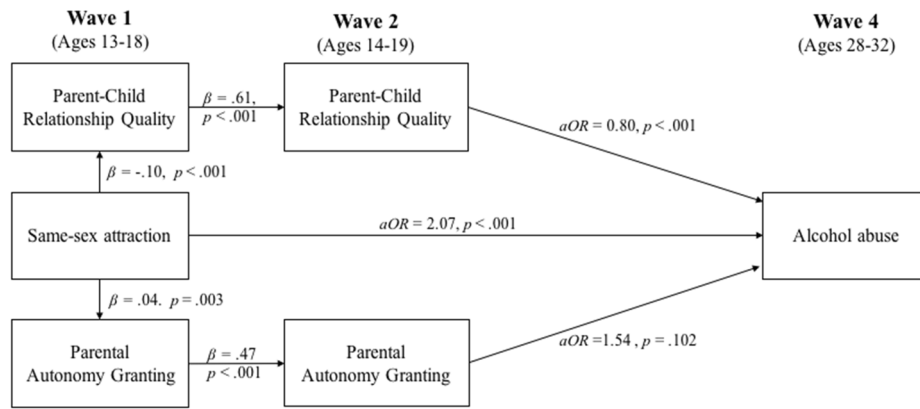 Wave 1
(Ages 13-18)
Wave 2
(Ages 14-19)
Wave 4
(Ages 28-32)
Parent-Child
Relationship Quality
β = .61,
p < .001
Parent-Child
Relationship Quality
aOR = 0.80, p < .001
β = -.10, p < .001
Same-sex attraction
aOR = 2.07, p < .001
Alcohol abuse
β = .04. p = .003
Parental
Autonomy Granting
β = .47
p < .001
Parental
Autonomy Granting
aOR =1.54 , p = .102